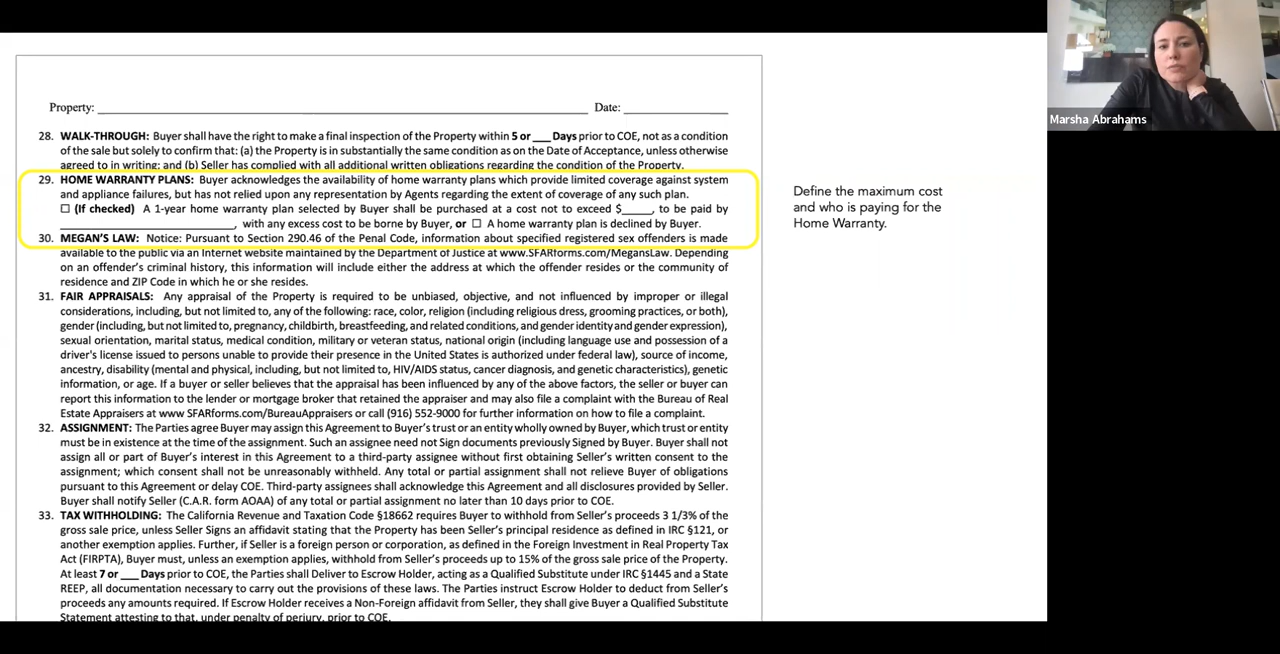 Property: ____________ Date: ____________
28. WALK-THROUGH: Buyer shall have the right to make a final inspection of the Property within 5 or ___ Days prior to COE, not as a condition
of the sale but solely to confirm that: (a) the Property is in substantially the same condition as on the Date of Acceptance, unless otherwise
agreed to in writing; and (b) Seller has complied with all additional written obligations regarding the condition of the Property.
29. HOME WARRANTY PLANS: Buyer acknowledges the availability of home warranty plans which provide limited coverage against system
and appliance failures, but has not relied upon any representation by Agents regarding the extent of coverage of any such plan.
☐ (If checked) A 1-year home warranty plan selected by Buyer shall be purchased at a cost not to exceed $_____, to be paid by
____________, with any excess cost to be borne by Buyer, or ☐ A home warranty plan is declined by Buyer.
30. MEGAN'S LAW: Notice: Pursuant to Section 290.46 of the Penal Code, information about specified registered sex offenders is made
available to the public via an Internet website maintained by the Department of Justice at www.SFARforms.com/MegansLaw. Depending
on an offender's criminal history, this information will include either the address at which the offender resides or the community of
residence and ZIP Code in which he or she resides.
31. FAIR APPRAISALS: Any appraisal of the Property is required to be unbiased, objective, and not influenced by improper or illegal
considerations, including, but not limited to, any of the following: race, color, religion (including religious dress, grooming practices, or both),
gender (including, but not limited to, pregnancy, childbirth, breastfeeding, and related conditions, and gender identity and gender expression),
sexual orientation, marital status, medical condition, military or veteran status, national origin (including language use and possession of a
driver's license issued to persons unable to provide their presence in the United States is authorized under federal law), source of income,
ancestry, disability (mental and physical, including, but not limited to, HIV/AIDS status, cancer diagnosis, and genetic characteristics), genetic
information, or age. If a buyer or seller believes that the appraisal has been influenced by any of the above factors, the seller or buyer can
report this information to the lender or mortgage broker that retained the appraiser and may also file a complaint with the Bureau of Real
Estate Appraisers at www SFARforms.com/BureauAppraisers or call (916) 552-9000 for further information on how to file a complaint.
32. ASSIGNMENT: The Parties agree Buyer may assign this Agreement to Buyer's trust or an entity wholly owned by Buyer, which trust or entity
must be in existence at the time of the assignment. Such an assignee need not Sign documents previously Signed by Buyer. Buyer shall not
assign all or part of Buyer's interest in this Agreement to a third-party assignee without first obtaining Seller's written consent to the
assignment; which consent shall not be unreasonably withheld. Any total or partial assignment shall not relieve Buyer of obligations
pursuant to this Agreement or delay COE. Third-party assignees shall acknowledge this Agreement and all disclosures provided by Seller.
Buyer shall notify Seller (C.A.R. form AOAA) of any total or partial assignment no later than 10 days prior to COE.
33. TAX WITHHOLDING: The California Revenue and Taxation Code §18662 requires Buyer to withhold from Seller's proceeds 3 1/3% of the
gross sale price, unless Seller Signs an affidavit stating that the Property has been Seller's principal residence as defined in IRC §121, or
another exemption applies. Further, if Seller is a foreign person or corporation, as defined in the Foreign Investment in Real Property Tax
Act (FIRPTA), Buyer must, unless an exemption applies, withhold from Seller's proceeds up to 15% of the gross sale price of the Property.
At least 7 or ___ Days prior to COE, the Parties shall Deliver to Escrow Holder, acting as a Qualified Substitute under IRC §1445 and a State
REEP, all documentation necessary to carry out the provisions of these laws. The Parties instruct Escrow Holder to deduct from Seller's
proceeds any amounts required. If Escrow Holder receives a Non-Foreign affidavit from Seller, they shall give Buyer a Qualified Substitute
Statement attesting to that, under penalty of perjury, prior to COE.
Define the maximum cost
and who is paying for the
Home Warranty.
Marsha Abrahams